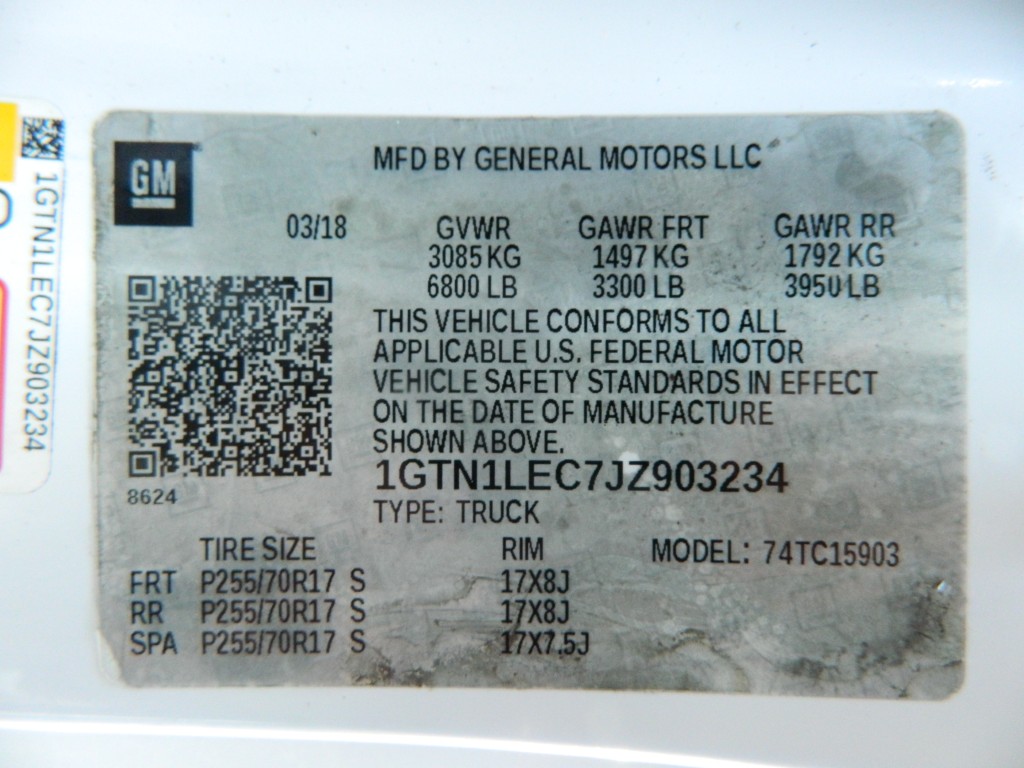 1GTN1LEC7JZ903234
GM
MFD BY GENERAL MOTORS LLC
03/18 GVWR GAWR FRT GAWR RR
3085 KG 1497 KG 1792 KG
6800 LB 3300 LB 3950 LB
THIS VEHICLE CONFORMS TO ALL
APPLICABLE U.S. FEDERAL MOTOR
VEHICLE SAFETY STANDARDS IN EFFECT
ON THE DATE OF MANUFACTURE
SHOWN ABOVE.
1GTN1LEC7JZ903234
8624
TYPE: TRUCK
TIRE SIZE RIM MODEL: 74TC15903
FRT P255/70R17 S 17X8J
RR P255/70R17 S 17X8J
SPA P255/70R17 S 17X7.5J